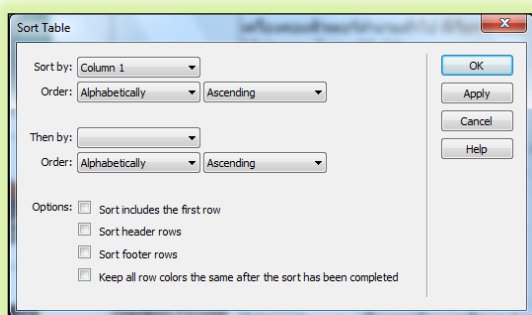 Sort Table
Sort by: Column 1
Order: Alphabetically Ascending
Then by:
Order: Alphabetically Ascending
Options: Sort includes the first row
Sort header rows
Sort footer rows
Keep all row colors the same after the sort has been completed
OK
Apply
Cancel
Help